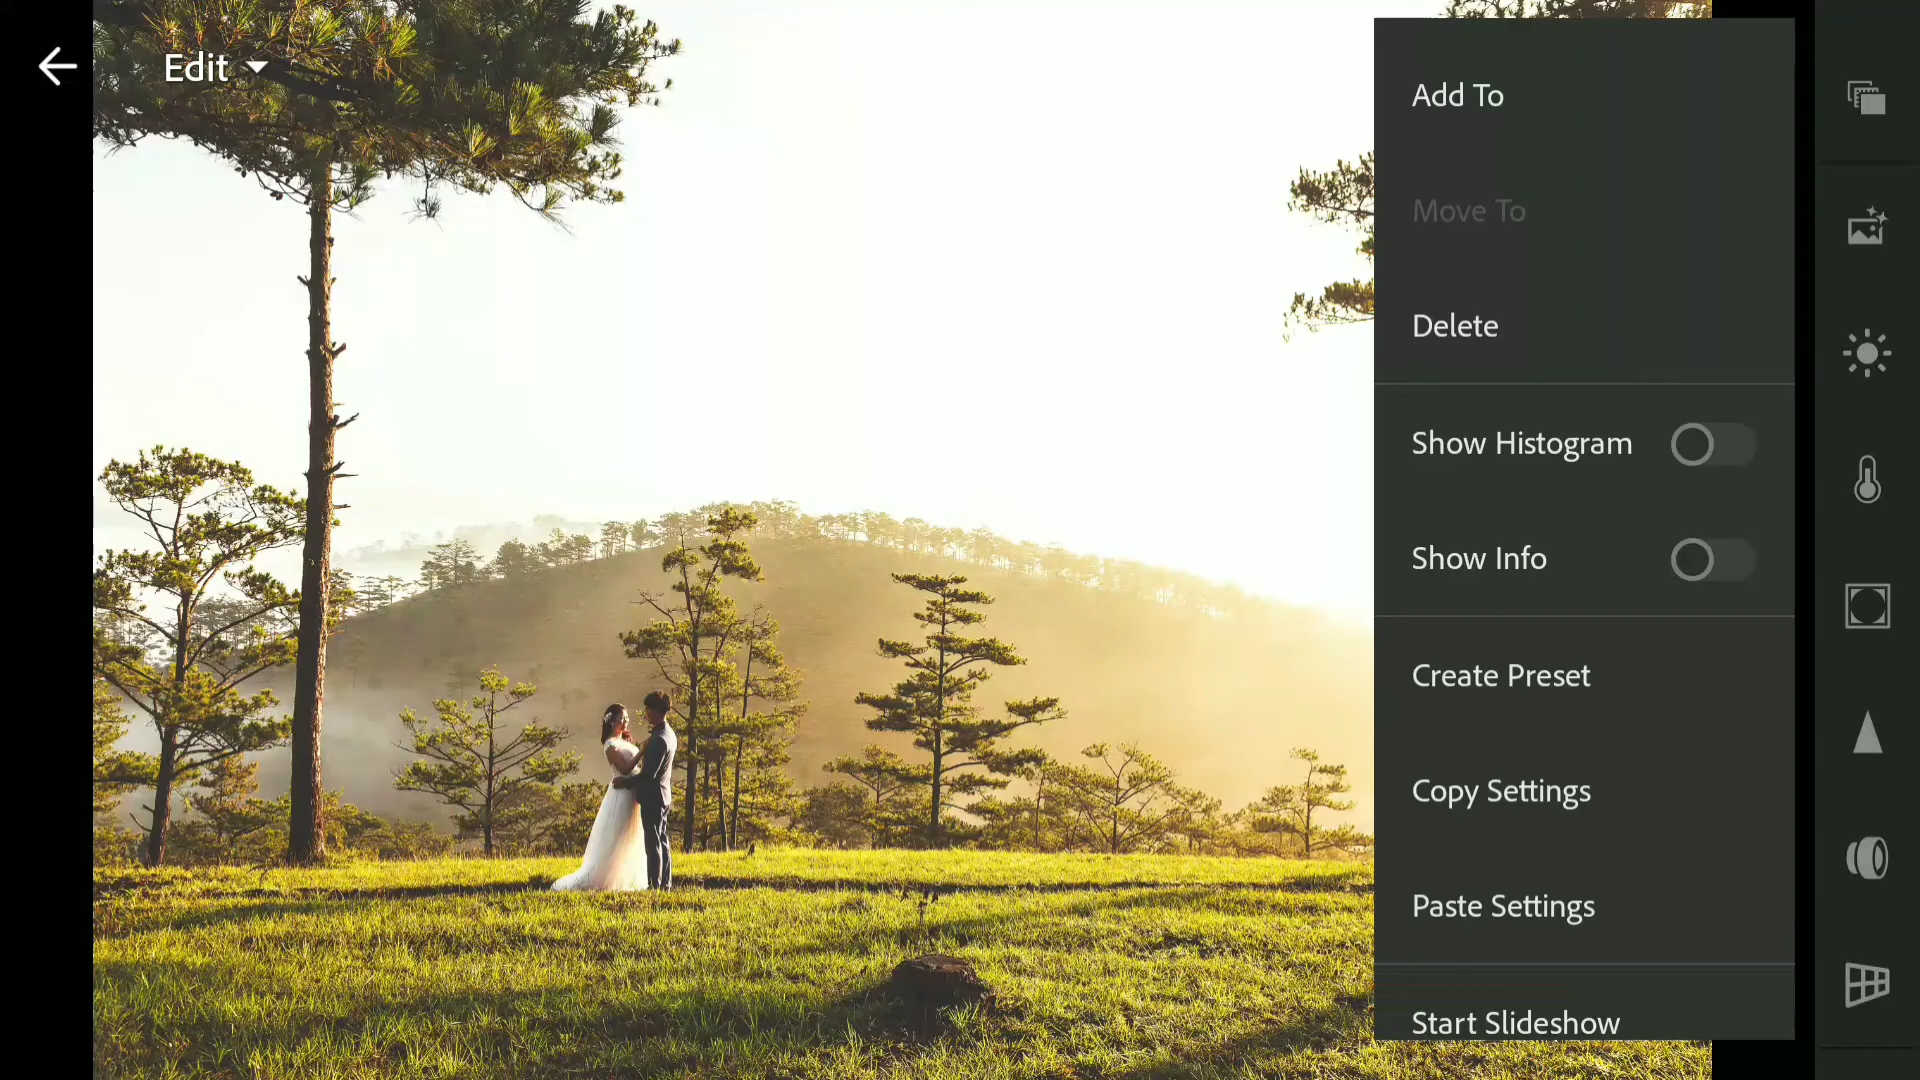 Edit
Add To
Move To
Delete
Show Histogram
Show Info
Create Preset
Copy Settings
Paste Settings
Start Slideshow